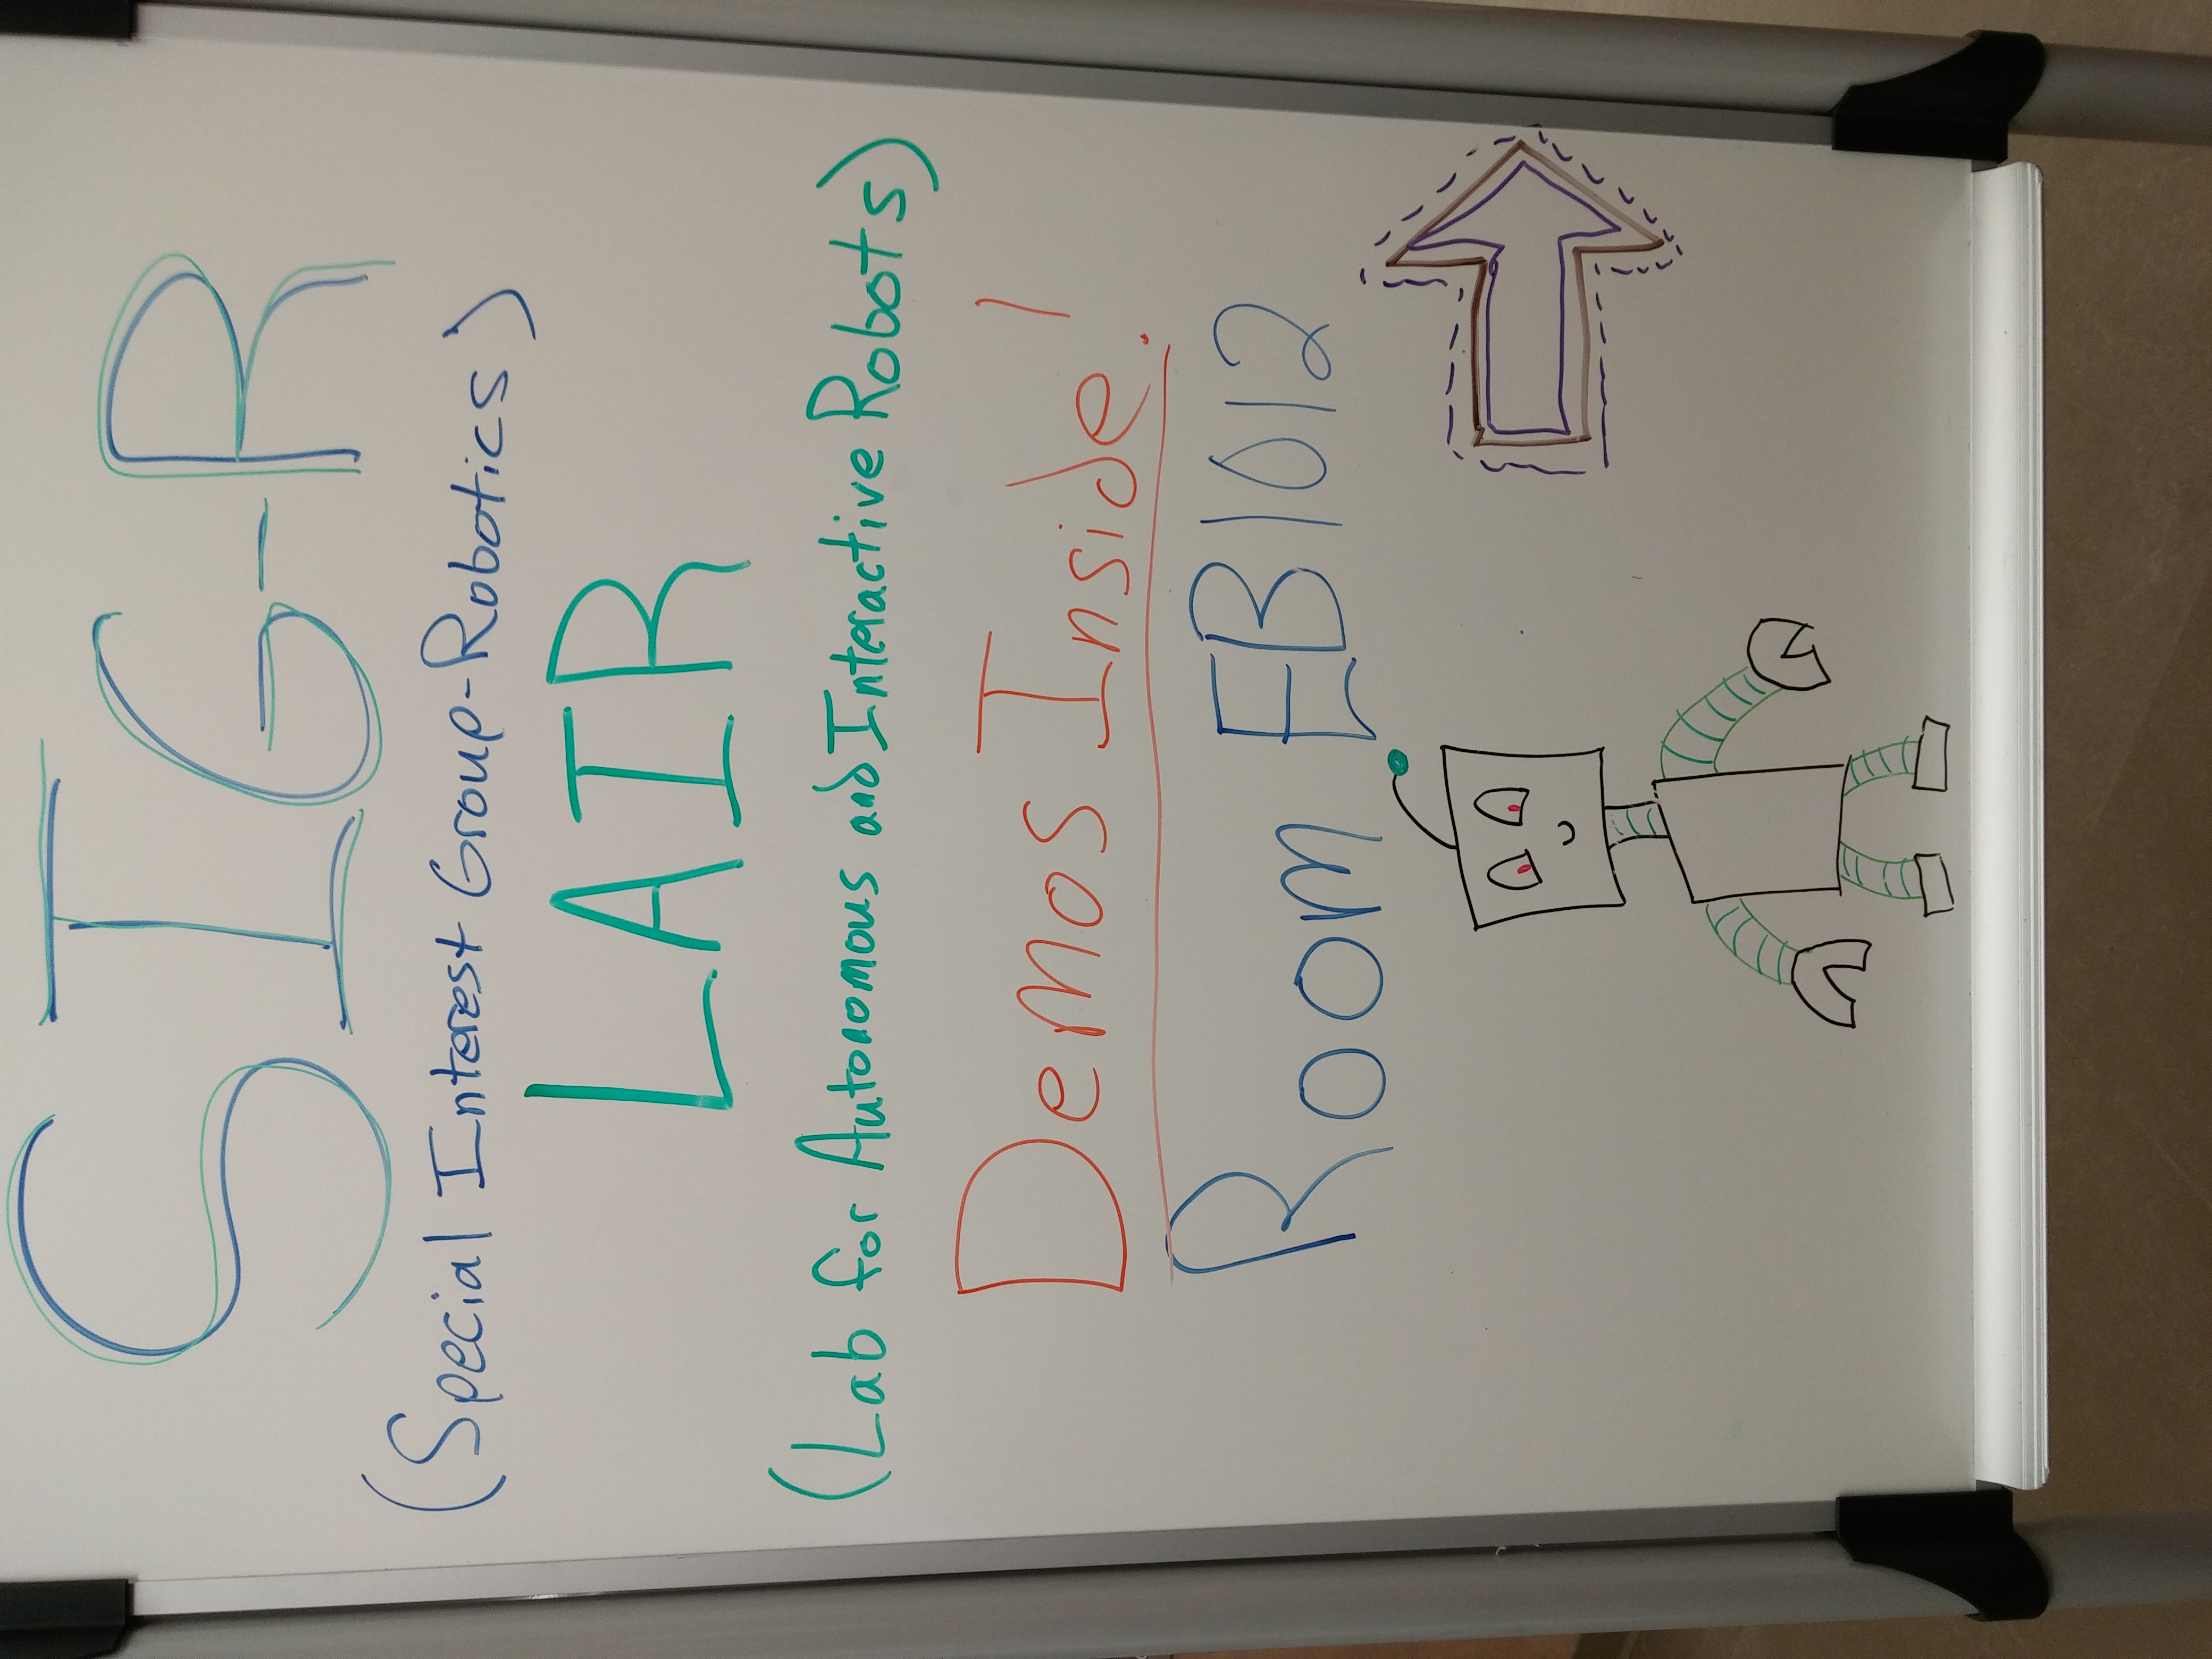 SIG-R
(Special Interest Group-Robotics)
LAIR
(Lab for Autonomous and Interactive Robots)
Demos Inside!
Room EB1012